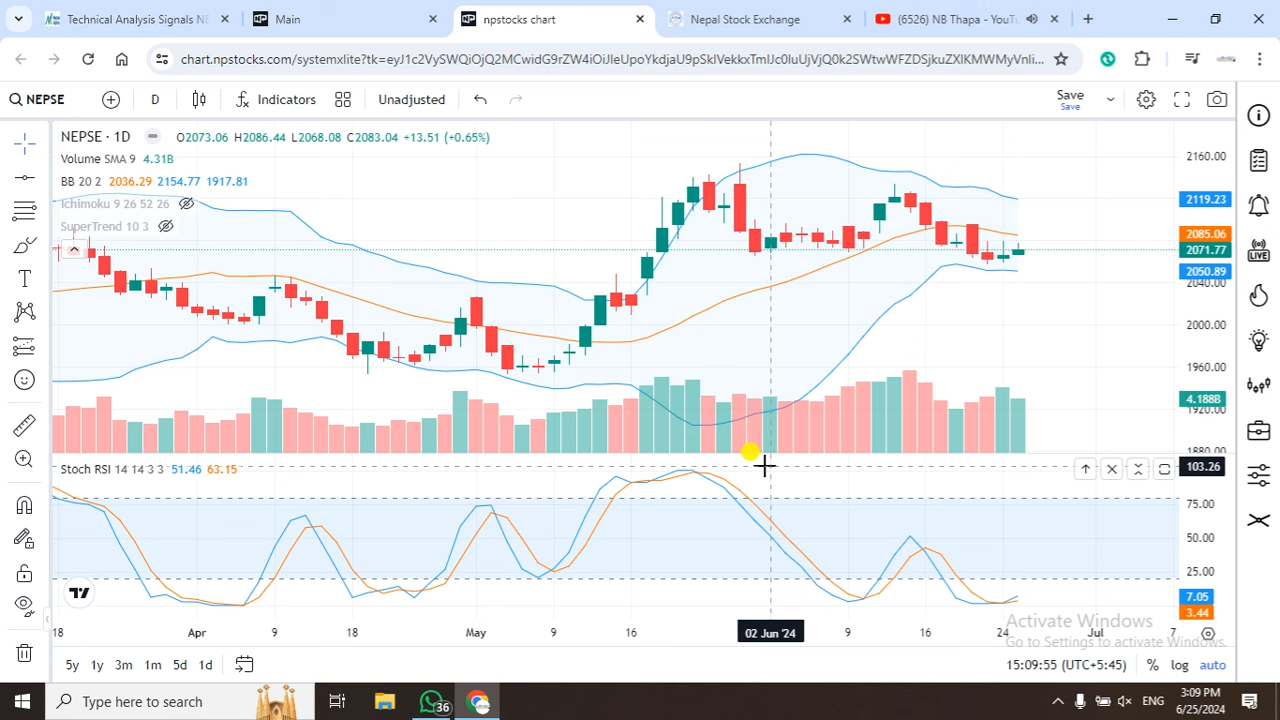 Technical Analysis Signals NE
Main
npstocks chart
Nepal Stock Exchange
(6526) NB Thapa - YouTu
chart.npstocks.com/systemxlite?tk=
NEPSE
D
Indicators
Unadjusted
Save
Save
NEPSE · 1D O2073.06 H2086.44 L2068.08 C2083.04 +13.51 (+0.65%)
Volume SMA 9 4.31B
BB 20 2 2036.29 2154.77 1917.81
Ichimoku 9 26 52 26
SuperTrend 10 3
2160.00
2119.23
2085.06
2071.77
2050.89
2040.00
2000.00
1960.00
4.188B
1920.00
1880.00
LIVE
Stoch RSI 14 14 3 3 51.46 63.15
103.26
75.00
50.00
25.00
7.05
3.44
Activate Windows
Go to Settings to activate Windows.
18 Apr 9 18 May 9 16 02 Jun '24 9 16 24 Jul 7
5y 1y 3m 1m 5d 1d
15:09:55 (UTC+5:45) % log auto
Type here to search
36
ENG
3:09 PM
6/25/2024